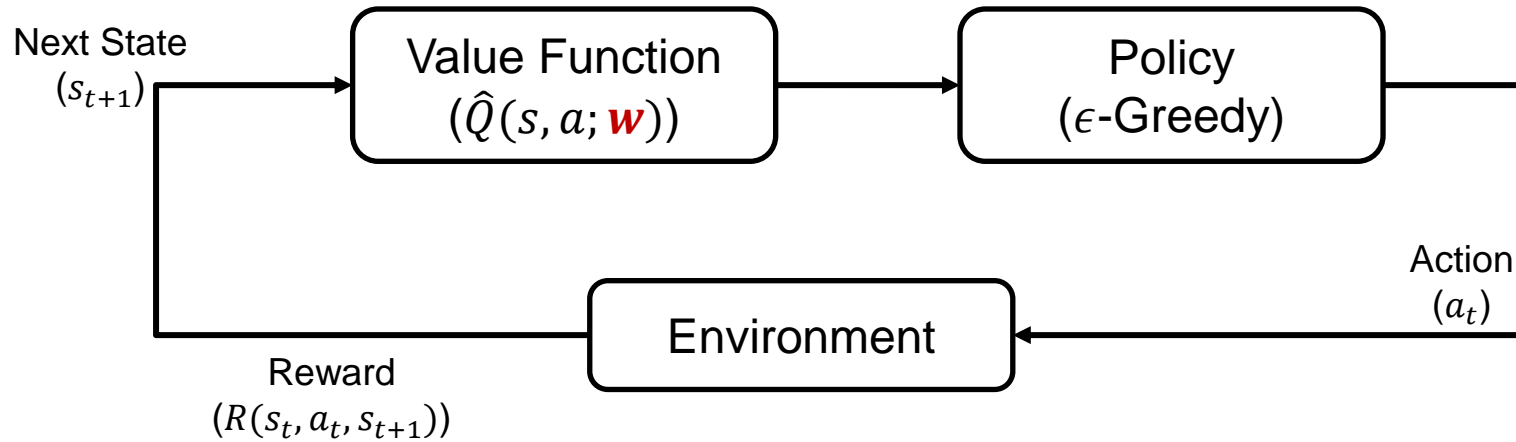 Next State
(s_{t+1})
Value Function
(Q̂(s, a; w))
Policy
(ϵ-Greedy)
Action
(a_t)
Environment
Reward
(R(s_t, a_t, s_{t+1}))